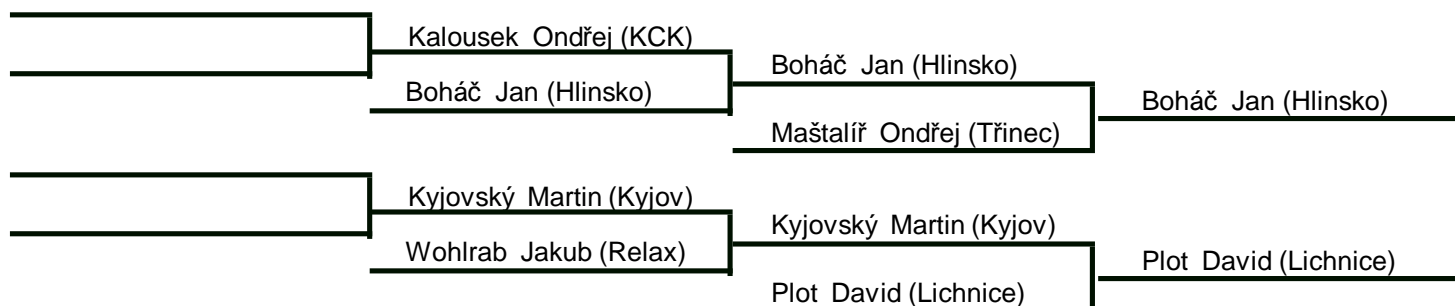 Kalousek Ondřej (KCK)
Boháč Jan (Hlinsko)
Boháč Jan (Hlinsko)
Maštalíř Ondřej (Třinec)
Boháč Jan (Hlinsko)
Kyjovský Martin (Kyjov)
Wohlrab Jakub (Relax)
Kyjovský Martin (Kyjov)
Plot David (Lichnice)
Plot David (Lichnice)